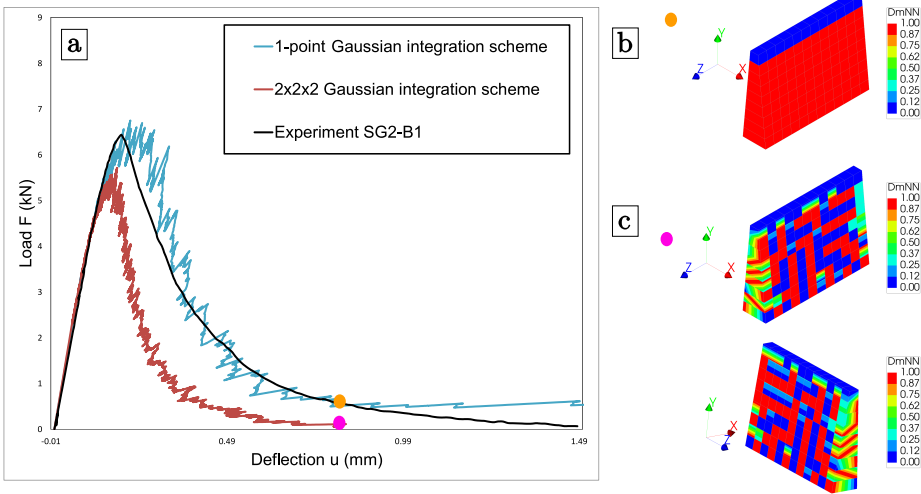 a
9
8
7
6
5
4
3
2
1
0
Load F (kN)
-0.01
0.49
0.99
1.49
Deflection u (mm)
1-point Gaussian integration scheme
2x2x2 Gaussian integration scheme
Experiment SG2-B1
b
Y
Z
X
DmNN
1.00
0.87
0.75
0.62
0.50
0.37
0.25
0.12
0.00
c
Y
Z
X
DmNN
1.00
0.87
0.75
0.62
0.50
0.37
0.25
0.12
0.00
Y
X
Z
DmNN
1.00
0.87
0.75
0.62
0.50
0.37
0.25
0.12
0.00